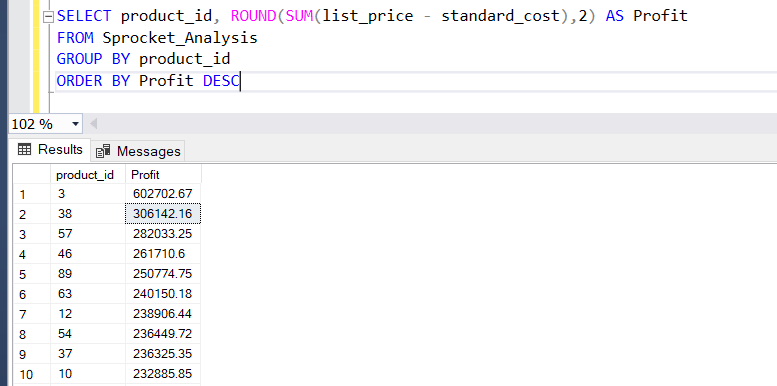 SELECT product_id, ROUND(SUM(list_price - standard_cost),2) AS Profit
FROM Sprocket_Analysis
GROUP BY product_id
ORDER BY Profit DESC
102 %
Results Messages
product_id Profit
1 3 602702.67
2 38 306142.16
3 57 282033.25
4 46 261710.6
5 89 250774.75
6 63 240150.18
7 12 238906.44
8 54 236449.72
9 37 236325.35
10 10 232885.85